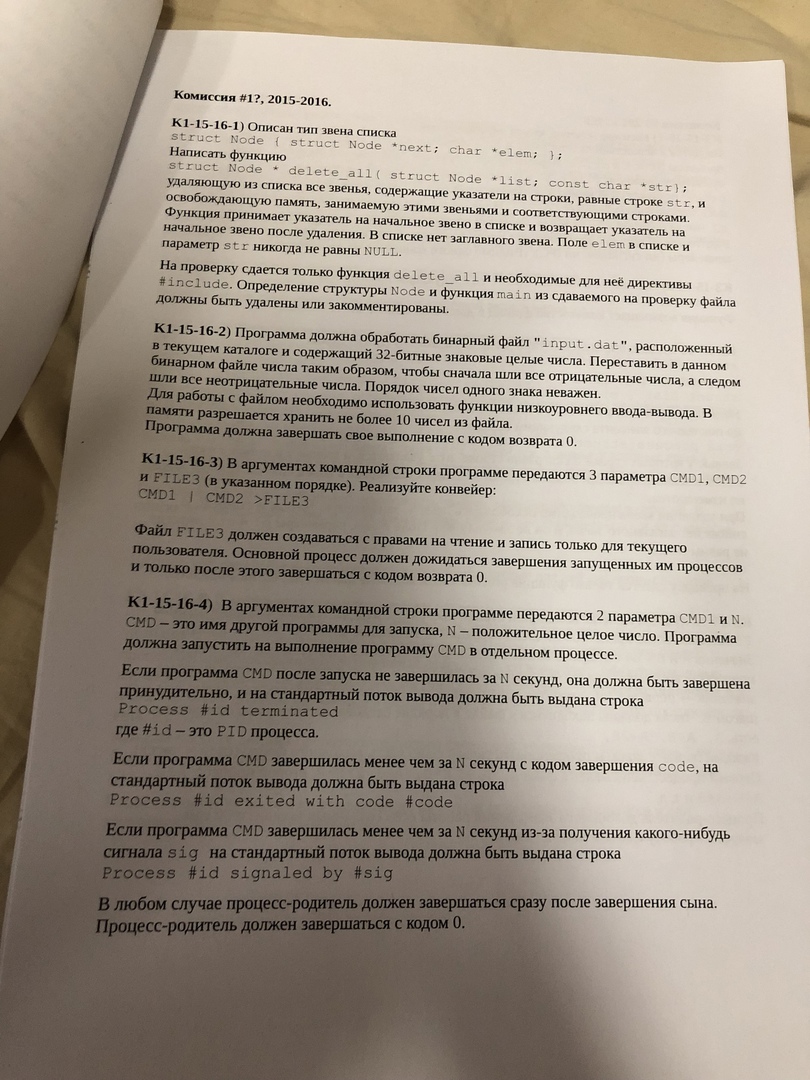 Комиссия #1?, 2015-2016.
K1-15-16-1) Описан тип звена списка
struct Node { struct Node *next; char *elem; };
Написать функцию
struct Node * delete_all( struct Node *list; const char *str);
удаляющую из списка все звенья, содержащие указатели на строки, равные строке str, и
освобождающую память, занимаемую этими звеньями и соответствующими строками.
Функция принимает указатель на начальное звено в списке и возвращает указатель на
начальное звено после удаления. В списке нет заглавного звена. Поле elem в списке и
параметр str никогда не равны NULL.
На проверку сдается только функция delete_all и необходимые для неё директивы
#include. Определение структуры Node и функция main из сдаваемого на проверку файла
должны быть удалены или закомментированы.
K1-15-16-2) Программа должна обработать бинарный файл "input.dat", расположенный
в текущем каталоге и содержащий 32-битные знаковые целые числа. Переставить в данном
бинарном файле числа таким образом, чтобы сначала шли все отрицательные числа, а следом
шли все неотрицательные числа. Порядок чисел одного знака неважен.
Для работы с файлом необходимо использовать функции низкоуровнего ввода-вывода. В
памяти разрешается хранить не более 10 чисел из файла.
Программа должна завершать свое выполнение с кодом возврата 0.
K1-15-16-3) В аргументах командной строки программе передаются 3 параметра CMD1, CMD2
и FILE3 (в указанном порядке). Реализуйте конвейер:
CMD1 | CMD2 >FILE3
Файл FILE3 должен создаваться с правами на чтение и запись только для текущего
пользователя. Основной процесс должен дожидаться завершения запущенных им процессов
и только после этого завершаться с кодом возврата 0.
K1-15-16-4) В аргументах командной строки программе передаются 2 параметра CMD1 и N.
CMD – это имя другой программы для запуска, N – положительное целое число. Программа
должна запустить на выполнение программу CMD в отдельном процессе.
Если программа CMD после запуска не завершилась за N секунд, она должна быть завершена
принудительно, и на стандартный поток вывода должна быть выдана строка
Process #id terminated
где #id – это PID процесса.
Если программа CMD завершилась менее чем за N секунд с кодом завершения code, на
стандартный поток вывода должна быть выдана строка
Process #id exited with code #code
Если программа CMD завершилась менее чем за N секунд из-за получения какого-нибудь
сигнала sig на стандартный поток вывода должна быть выдана строка
Process #id signaled by #sig
В любом случае процесс-родитель должен завершаться сразу после завершения сына.
Процесс-родитель должен завершаться с кодом 0.